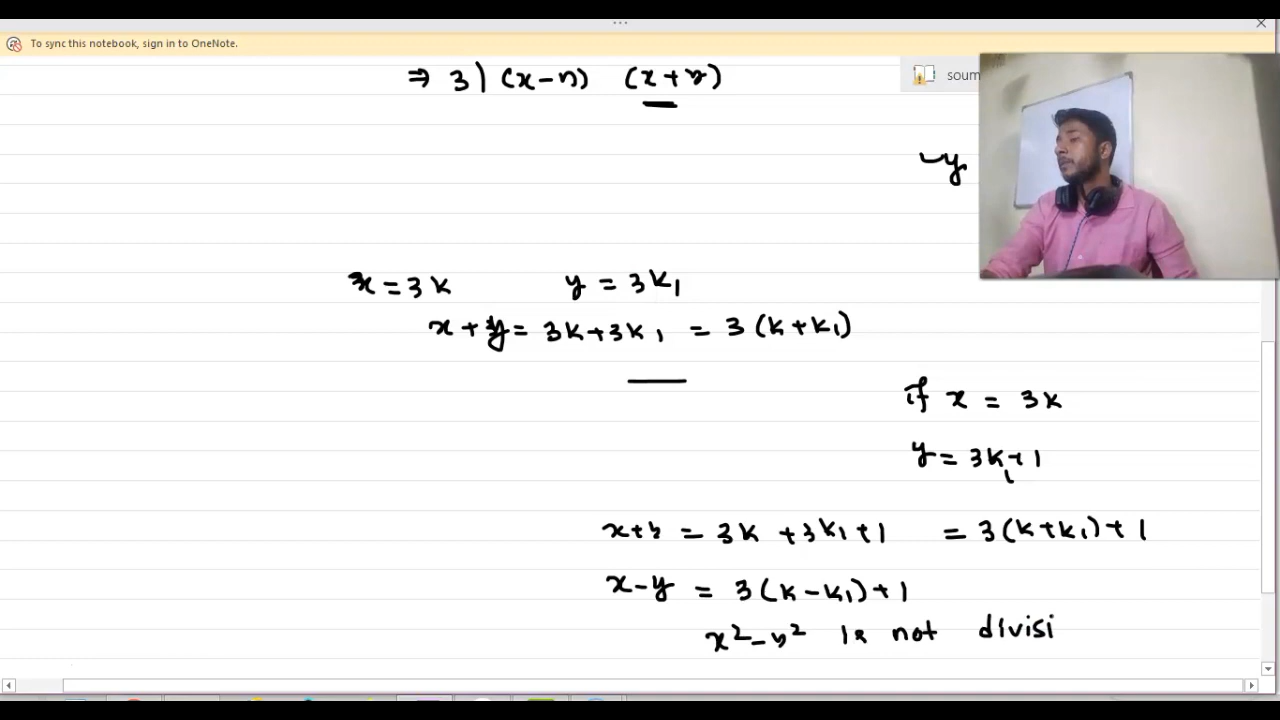 To sync this notebook, sign in to OneNote.
⇒ 3 | (x-y) (x+y)
soum
y
x = 3k y = 3k₁
x + y = 3k+3k₁ = 3(k+k₁)
if x = 3k
y = 3k₁+1
x+y = 3k +3k₁+1 = 3(k+k₁)+1
x-y = 3(k-k₁)+1
x²-y² is not divisi